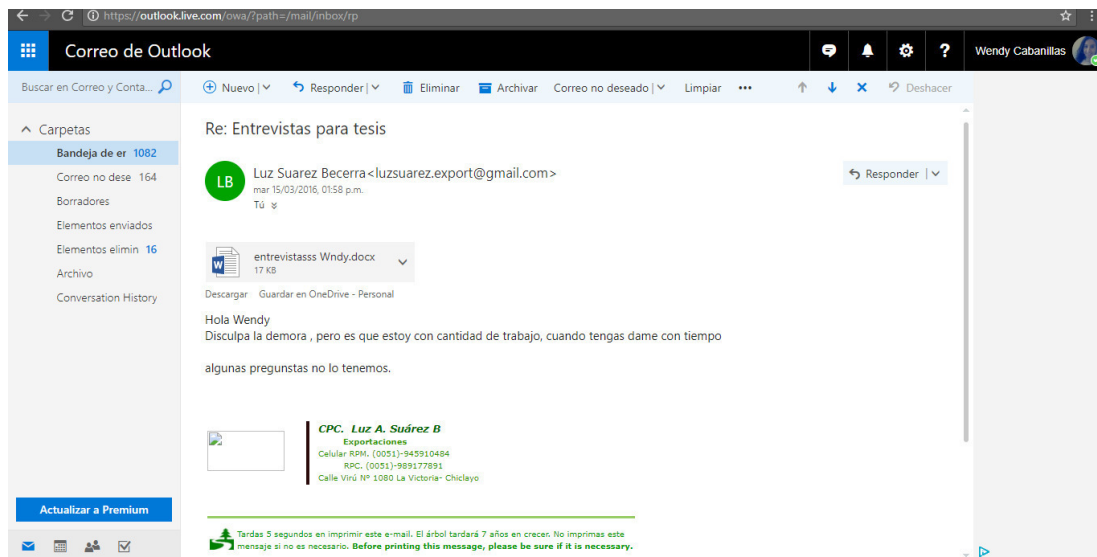 https://outlook.live.com/owa/?path=/mail/inbox/rp
Correo de Outlook
?
Wendy Cabanillas
Buscar en Correo y Conta...
Nuevo
Responder
Eliminar
Archivar
Correo no deseado
Limpiar
...
Deshacer
Carpetas
Bandeja de er 1082
Correo no dese 164
Borradores
Elementos enviados
Elementos elimin 16
Archivo
Conversation History
Actualizar a Premium
Re: Entrevistas para tesis
LB
Luz Suarez Becerra<luzsuarez.export@gmail.com>
mar 15/03/2016, 01:58 p.m.
Tú
Responder
W
entrevistasss Wndy.docx
17 KB
Descargar Guardar en OneDrive - Personal
Hola Wendy
Disculpa la demora , pero es que estoy con cantidad de trabajo, cuando tengas dame con tiempo
algunas pregunstas no lo tenemos.
CPC. Luz A. Suárez B
Exportaciones
Celular RPM. (0051)-945910484
RPC. (0051)-989177891
Calle Virú Nº 1080 La Victoria- Chiclayo
Tardas 5 segundos en imprimir este e-mail. El árbol tardará 7 años en crecer. No imprimas este
mensaje si no es necesario. Before printing this message, please be sure if it is necessary.